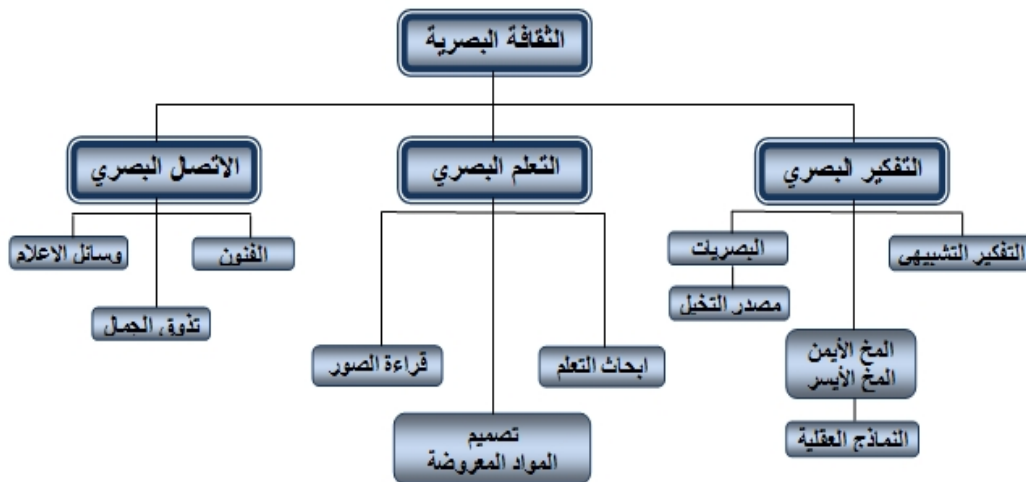 الثقافة البصرية
التفكير البصري
التعلم البصري
الاتصال البصري
التفكير التشبيهى
البصريات
الفنون
وسائل الاعلام
مصدر التخيل
تذوق الجمال
المخ الأيمن
المخ الأيسر
ابحاث التعلم
قراءة الصور
النماذج العقلية
تصميم
المواد المعروضة